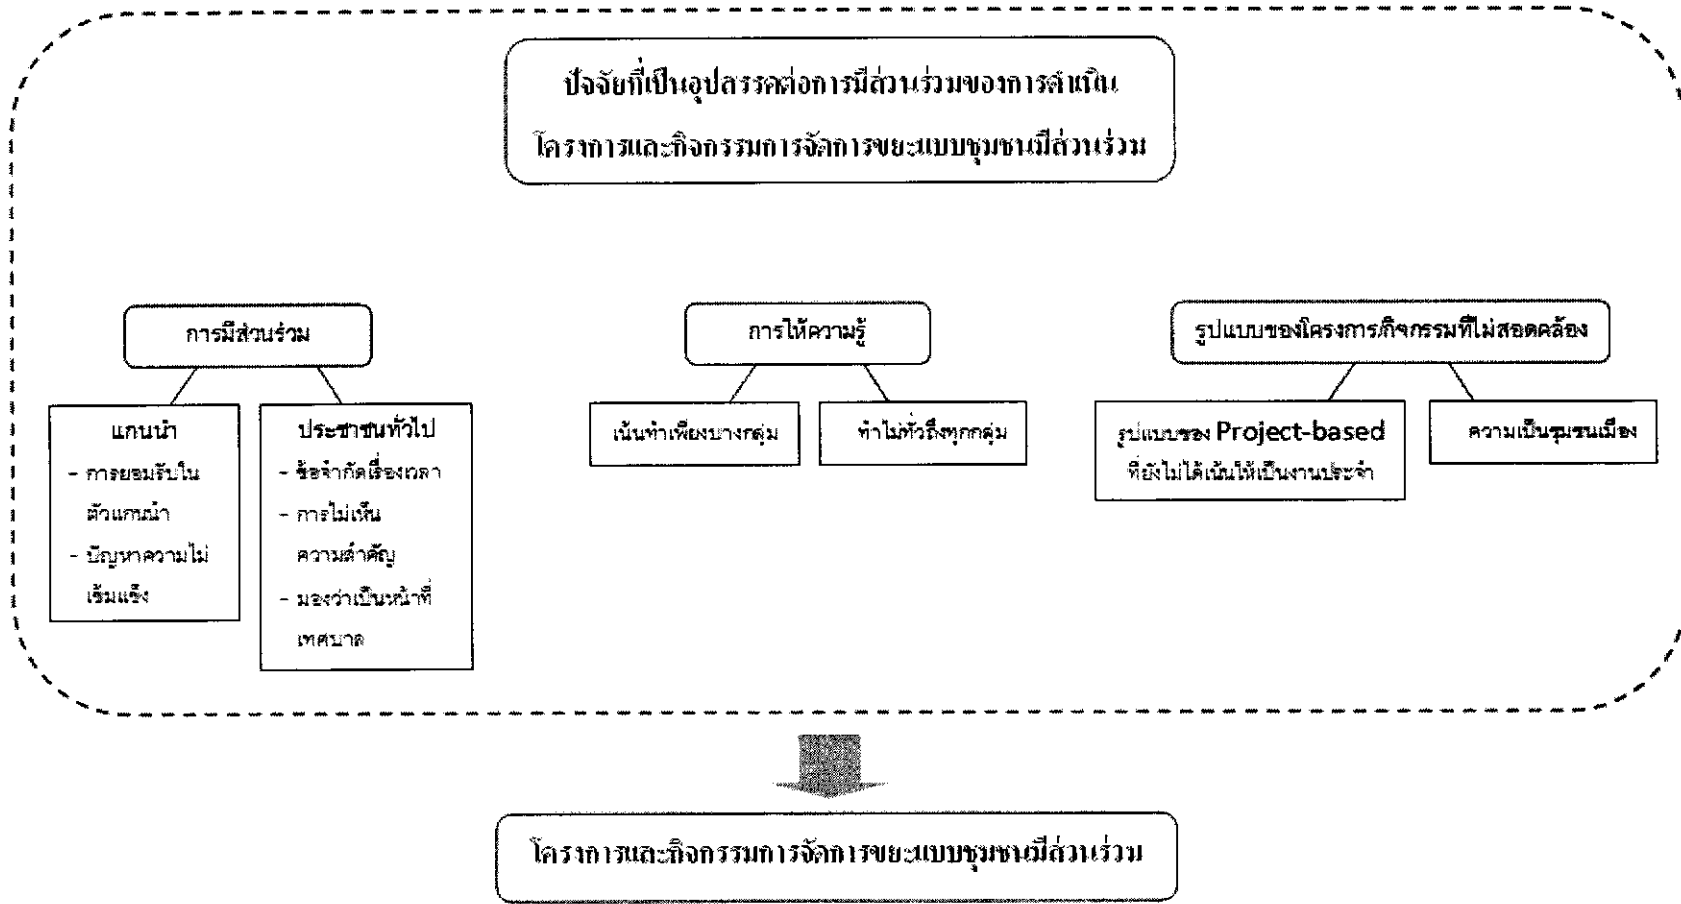 ปัจจัยที่เป็นอุปสรรคต่อการมีส่วนร่วมของการดำเนิน
โครงการและกิจกรรมการจัดการขยะแบบชุมชนมีส่วนร่วม
การมีส่วนร่วม
แกนนำ
- การยอมรับใน
ตัวแกนนำ
- ปัญหาความไม่
เข้มแข็ง
ประชาชนทั่วไป
- ข้อจำกัดเรื่องเวลา
- การไม่เห็น
ความสำคัญ
- มองว่าเป็นหน้าที่
เทศบาล
การให้ความรู้
เน้นทำเพียงบางกลุ่ม
ทำไม่ทั่วถึงทุกกลุ่ม
รูปแบบของโครงการ/กิจกรรมที่ไม่สอดคล้อง
รูปแบบของ Project-based
ที่ยังไม่ได้เน้นให้เป็นงานประจำ
ความเป็นชุมชนเมือง
โครงการและกิจกรรมการจัดการขยะแบบชุมชนมีส่วนร่วม